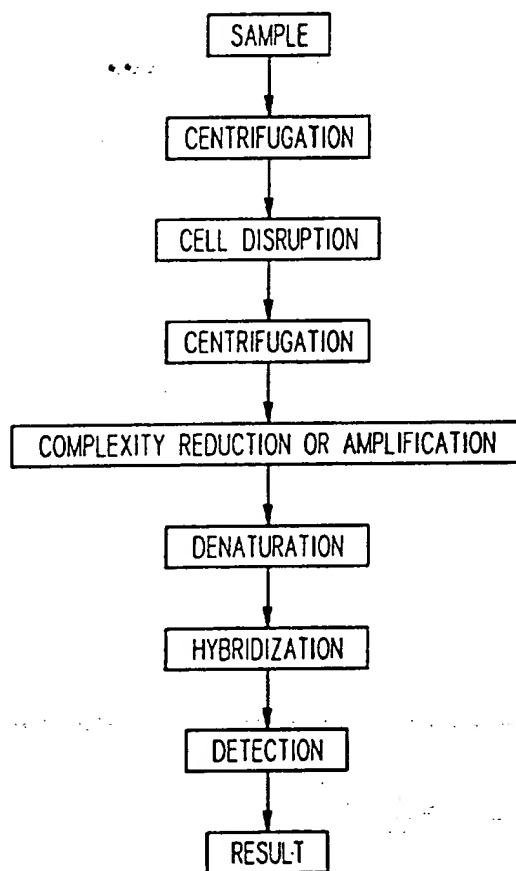 SAMPLE
CENTRIFUGATION
CELL DISRUPTION
CENTRIFUGATION
COMPLEXITY REDUCTION OR AMPLIFICATION
DENATURATION
HYBRIDIZATION
DETECTION
RESULT